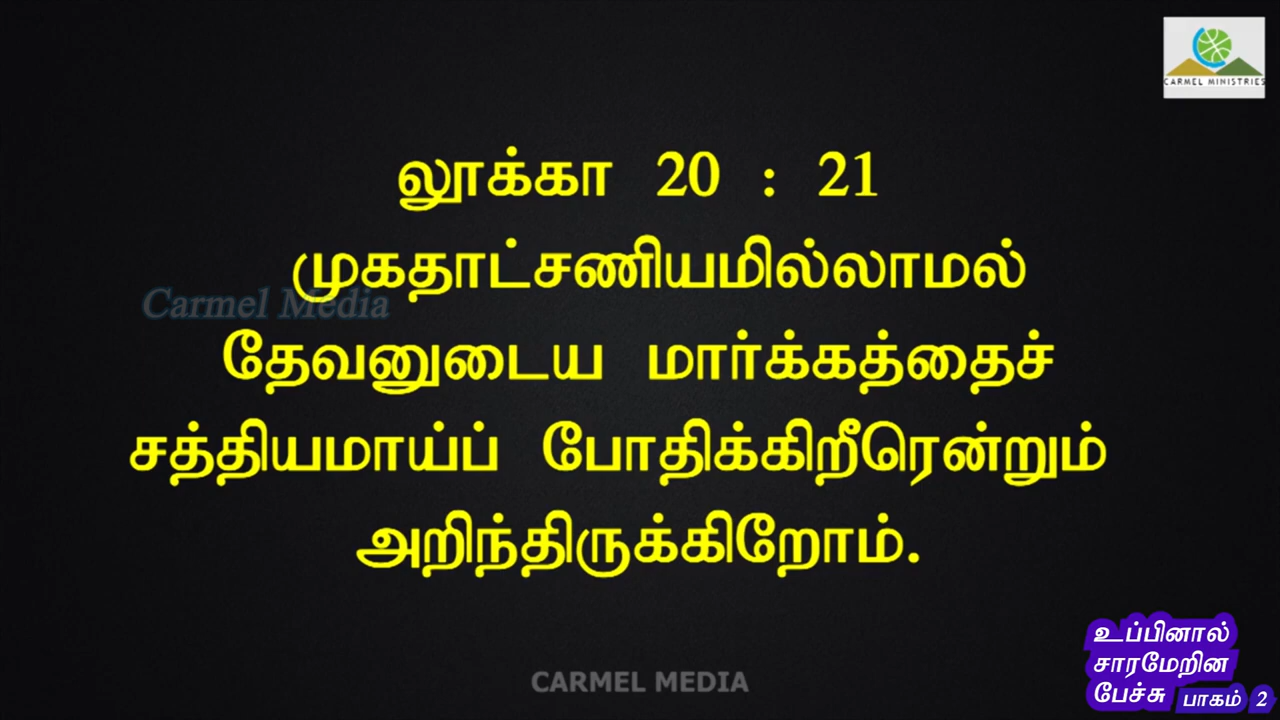 CARMEL MINISTRIES
லூக்கா 20 : 21
முகதாட்சணியமில்லாமல்
Carmel Media
தேவனுடைய மார்க்கத்தைச்
சத்தியமாய்ப் போதிக்கிறீரென்றும்
அறிந்திருக்கிறோம்.
CARMEL MEDIA
உப்பினால்
சாரமேறின
பேச்சு பாகம் 2